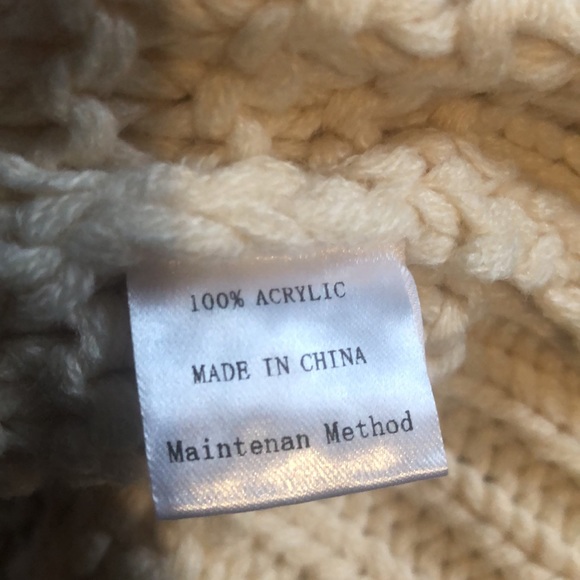 100% ACRYLIC
MADE IN CHINA
Maintenan Method